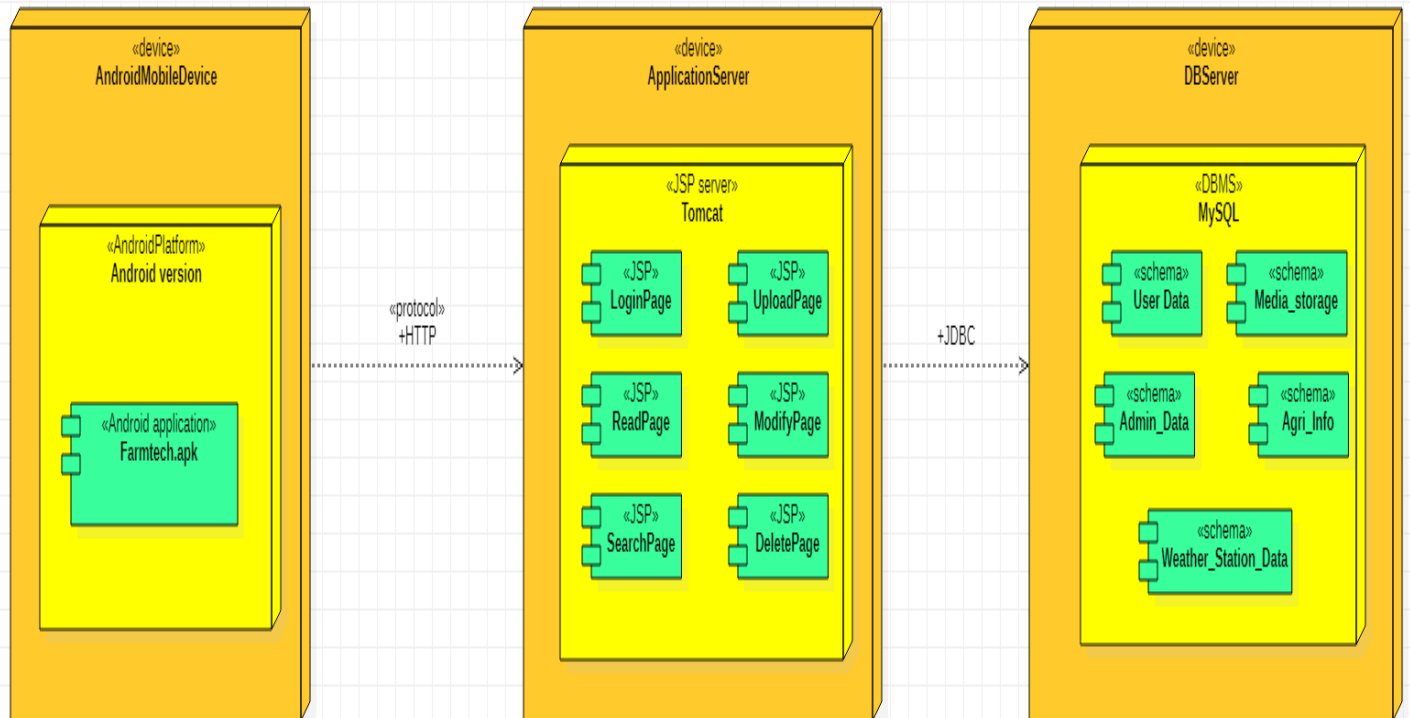 «device»
AndroidMobileDevice
«AndroidPlatform»
Android version
«Android application»
Farmtech.apk
«protocol»
+HTTP
«device»
ApplicationServer
«JSP server»
Tomcat
«JSP»
LoginPage
«JSP»
UploadPage
«JSP»
ReadPage
«JSP»
ModifyPage
«JSP»
SearchPage
«JSP»
DeletePage
+JDBC
«device»
DBServer
«DBMS»
MySQL
«schema»
User Data
«schema»
Media_storage
«schema»
Admin_Data
«schema»
Agri_Info
«schema»
Weather_Station_Data